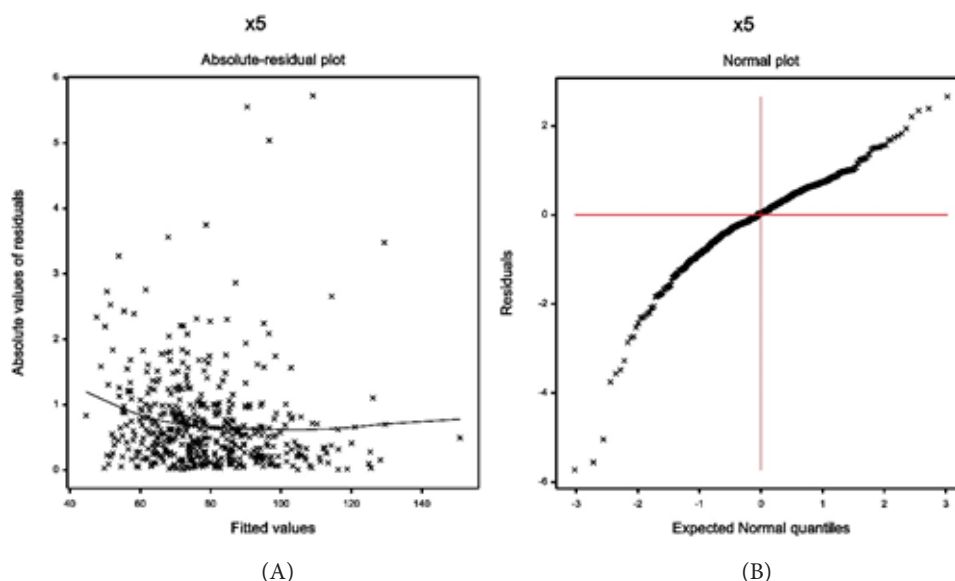 x5
Absolute-residual plot
Absolute values of residuals
6
5
4
3
2
1
0
40 60 80 100 120 140
Fitted values
(A)
x5
Normal plot
Residuals
2
0
-2
-4
-6
-3 -2 -1 0 1 2 3
Expected Normal quantiles
(B)